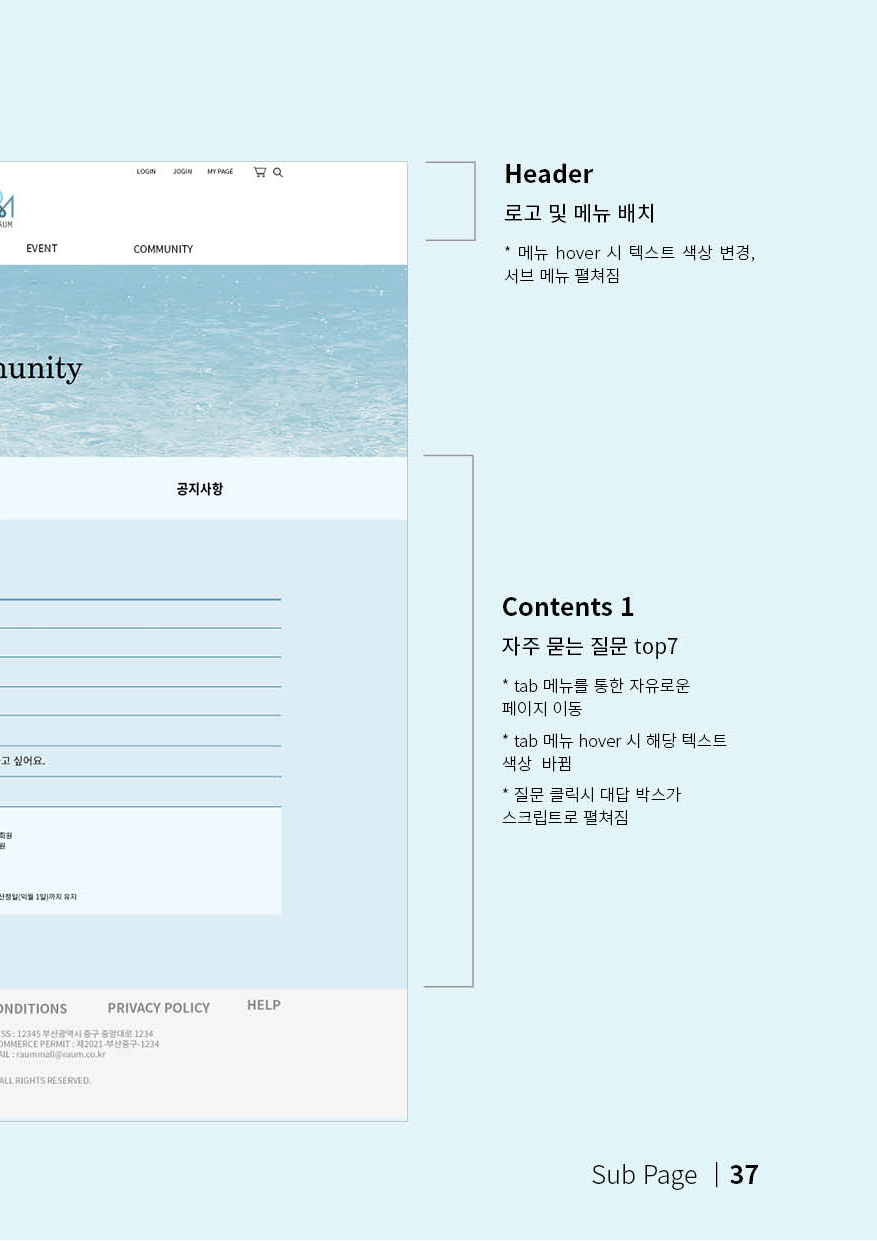 LOGIN JOGIN MY PAGE
RAUM
EVENT COMMUNITY
munity
공지사항
고 싶어요.
회원
원
산정일(익월 1일)까지 유지
ONDITIONS PRIVACY POLICY HELP
ESS : 12345 부산광역시 중구 중앙대로 1234
OMMERCE PERMIT : 제2021-부산중구-1234
AIL : raummall@raum.co.kr
ALL RIGHTS RESERVED.
Header
로고 및 메뉴 배치
* 메뉴 hover 시 텍스트 색상 변경,
서브 메뉴 펼쳐짐
Contents 1
자주 묻는 질문 top7
* tab 메뉴를 통한 자유로운
페이지 이동
* tab 메뉴 hover 시 해당 텍스트
색상 바뀜
* 질문 클릭시 대답 박스가
스크립트로 펼쳐짐
Sub Page | 37